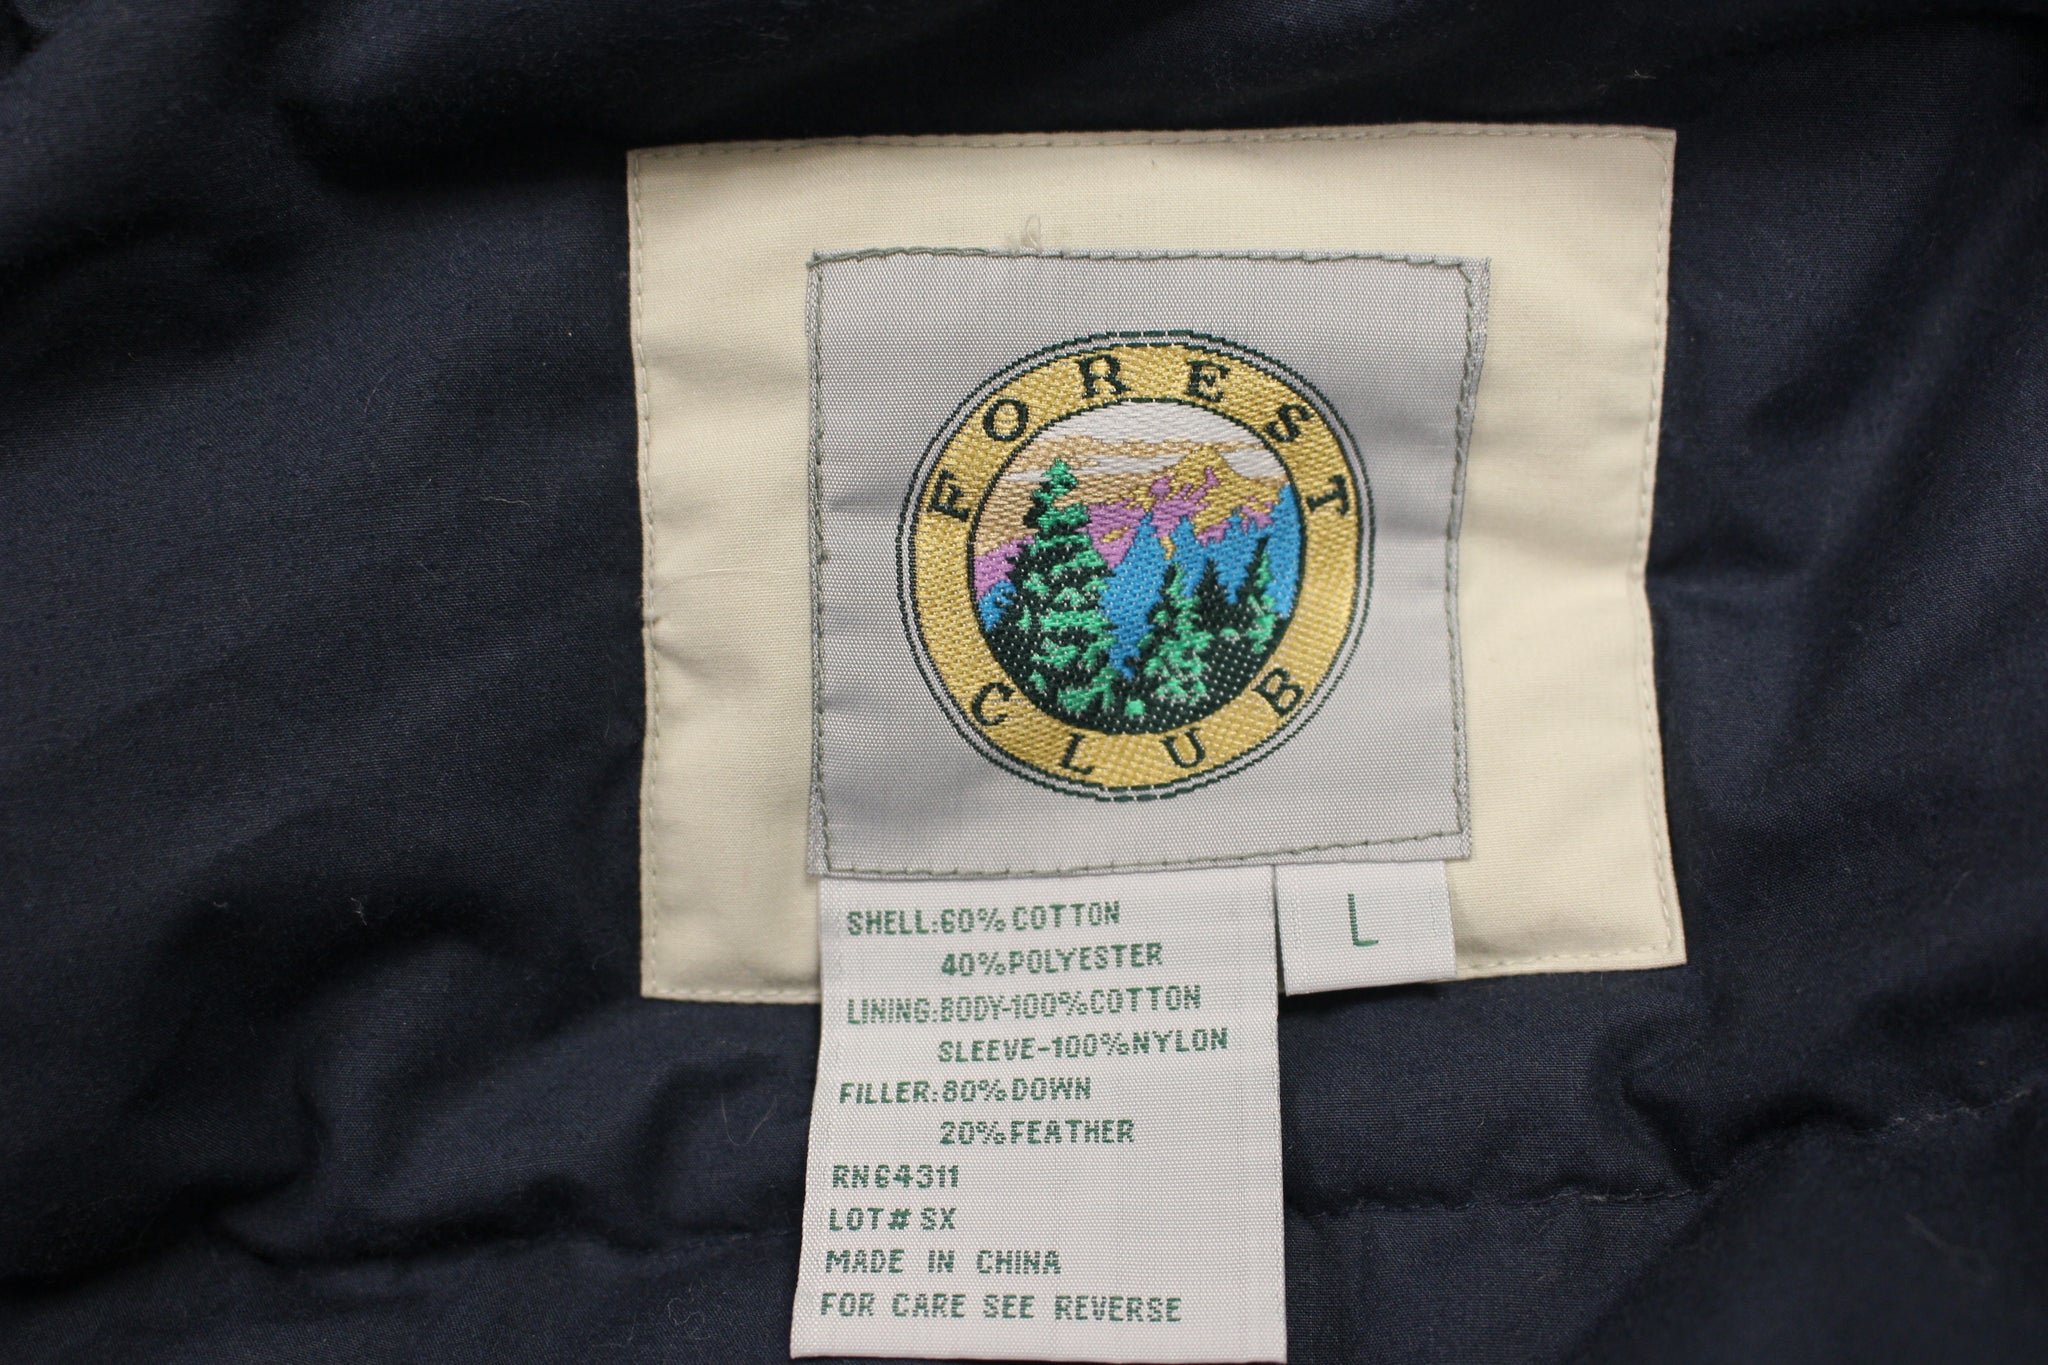 FOREST
CLUB
SHELL:60% COTTON
40%POLYESTER
LINING:BODY-100%COTTON
SLEEVE-100%NYLON
FILLER:80%DOWN
20%FEATHER
RN64311
LOT# SX
MADE IN CHINA
FOR CARE SEE REVERSE
L